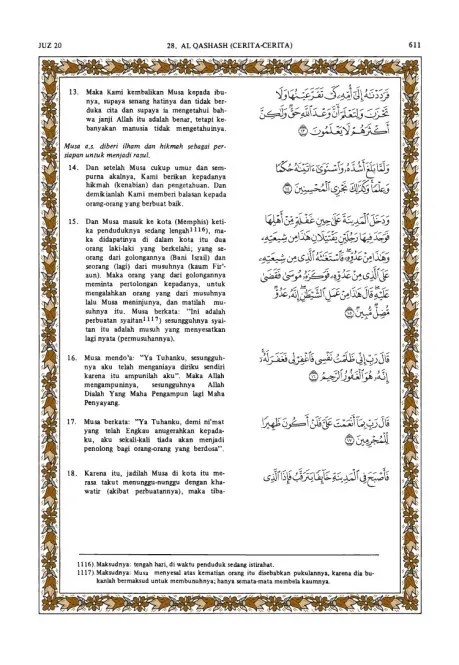 JUZ 20
28. AL QASHASH (CERITA-CERITA)
611
13. Maka Kami kembalikan Musa kepada ibu-
nya, supaya senang hatinya dan tidak ber-
duka cita dan supaya ia mengetahui bah-
wa janji Allah itu adalah benar, tetapi ke-
banyakan manusia tidak mengetahuinya.
فَرَدَدْنَٰهُ إِلَىٰٓ أُمِّهِۦ كَىْ تَقَرَّ عَيْنُهَا وَلَا
تَحْزَنَ وَلِتَعْلَمَ أَنَّ وَعْدَ ٱللَّهِ حَقٌّ وَلَٰكِنَّ
أَكْثَرَهُمْ لَا يَعْلَمُونَ ⑬
Musa a.s. diberi ilham dan hikmah sebagai per-
siapan untuk menjadi rasul.
14. Dan setelah Musa cukup umur dan sem-
purna akalnya, Kami berikan kepadanya
hikmah (kenabian) dan pengetahuan. Dan
demikianlah Kami memberi balasan kepada
orang-orang yang berbuat baik.
وَلَمَّا بَلَغَ أَشُدَّهُۥ وَٱسْتَوَىٰٓ ءَاتَيْنَٰهُ حُكْمًا
وَعِلْمًا وَكَذَٰلِكَ نَجْزِى ٱلْمُحْسِنِينَ ⑭
15. Dan Musa masuk ke kota (Memphis) keti-
ka penduduknya sedang lengah1116), ma-
ka didapatinya di dalam kota itu dua
orang laki-laki yang berkelahi; yang se-
orang dari golongannya (Bani Israil) dan
seorang (lagi) dari musuhnya (kaum Fir'-
aun). Maka orang yang dari golongannya
meminta pertolongan kepadanya, untuk
mengalahkan orang yang dari musuhnya
lalu Musa meninjunya, dan matilah mu-
suhnya itu. Musa berkata: "Ini adalah
perbuatan syaitan1117) sesungguhnya syai-
tan itu adalah musuh yang menyesatkan
lagi nyata (permusuhannya).
وَدَخَلَ ٱلْمَدِينَةَ عَلَىٰ حِينِ غَفْلَةٍ مِّنْ أَهْلِهَا
فَوَجَدَ فِيهَا رَجُلَيْنِ يَقْتَتِلَانِ هَٰذَا مِن شِيعَتِهِۦ
وَهَٰذَا مِنْ عَدُوِّهِۦ فَٱسْتَغَٰثَهُ ٱلَّذِى مِن شِيعَتِهِۦ
عَلَى ٱلَّذِى مِنْ عَدُوِّهِۦ فَوَكَزَهُۥ مُوسَىٰ فَقَضَىٰ
عَلَيْهِ قَالَ هَٰذَا مِنْ عَمَلِ ٱلشَّيْطَٰنِ إِنَّهُۥ عَدُوٌّ
مُّضِلٌّ مُّبِينٌ ⑮
16. Musa mendo'a: "Ya Tuhanku, sesungguh-
nya aku telah menganiaya diriku sendiri
karena itu ampunilah aku". Maka Allah
mengampuninya, sesungguhnya Allah
Dialah Yang Maha Pengampun lagi Maha
Penyayang.
قَالَ رَبِّ إِنِّى ظَلَمْتُ نَفْسِى فَٱغْفِرْ لِى فَغَفَرَ لَهُۥٓ
إِنَّهُۥ هُوَ ٱلْغَفُورُ ٱلرَّحِيمُ ⑯
17. Musa berkata: "Ya Tuhanku, demi ni'mat
yang telah Engkau anugerahkan kepada-
ku, aku sekali-kali tiada akan menjadi
penolong bagi orang-orang yang berdosa".
قَالَ رَبِّ بِمَآ أَنْعَمْتَ عَلَىَّ فَلَنْ أَكُونَ ظَهِيرًا
لِّلْمُجْرِمِينَ ⑰
18. Karena itu, jadilah Musa di kota itu me-
rasa takut menunggu-nunggu dengan kha-
watir (akibat perbuatannya), maka tiba-
فَأَصْبَحَ فِى ٱلْمَدِينَةِ خَآئِفًا يَتَرَقَّبُ فَإِذَا ٱلَّذِى
1116). Maksudnya: tengah hari, di waktu penduduk sedang istirahat.
1117). Maksudnya: Musa menyesal atas kematian orang itu disebabkan pukulannya, karena dia bu-
kanlah bermaksud untuk membunuhnya; hanya semata-mata membela kaumnya.